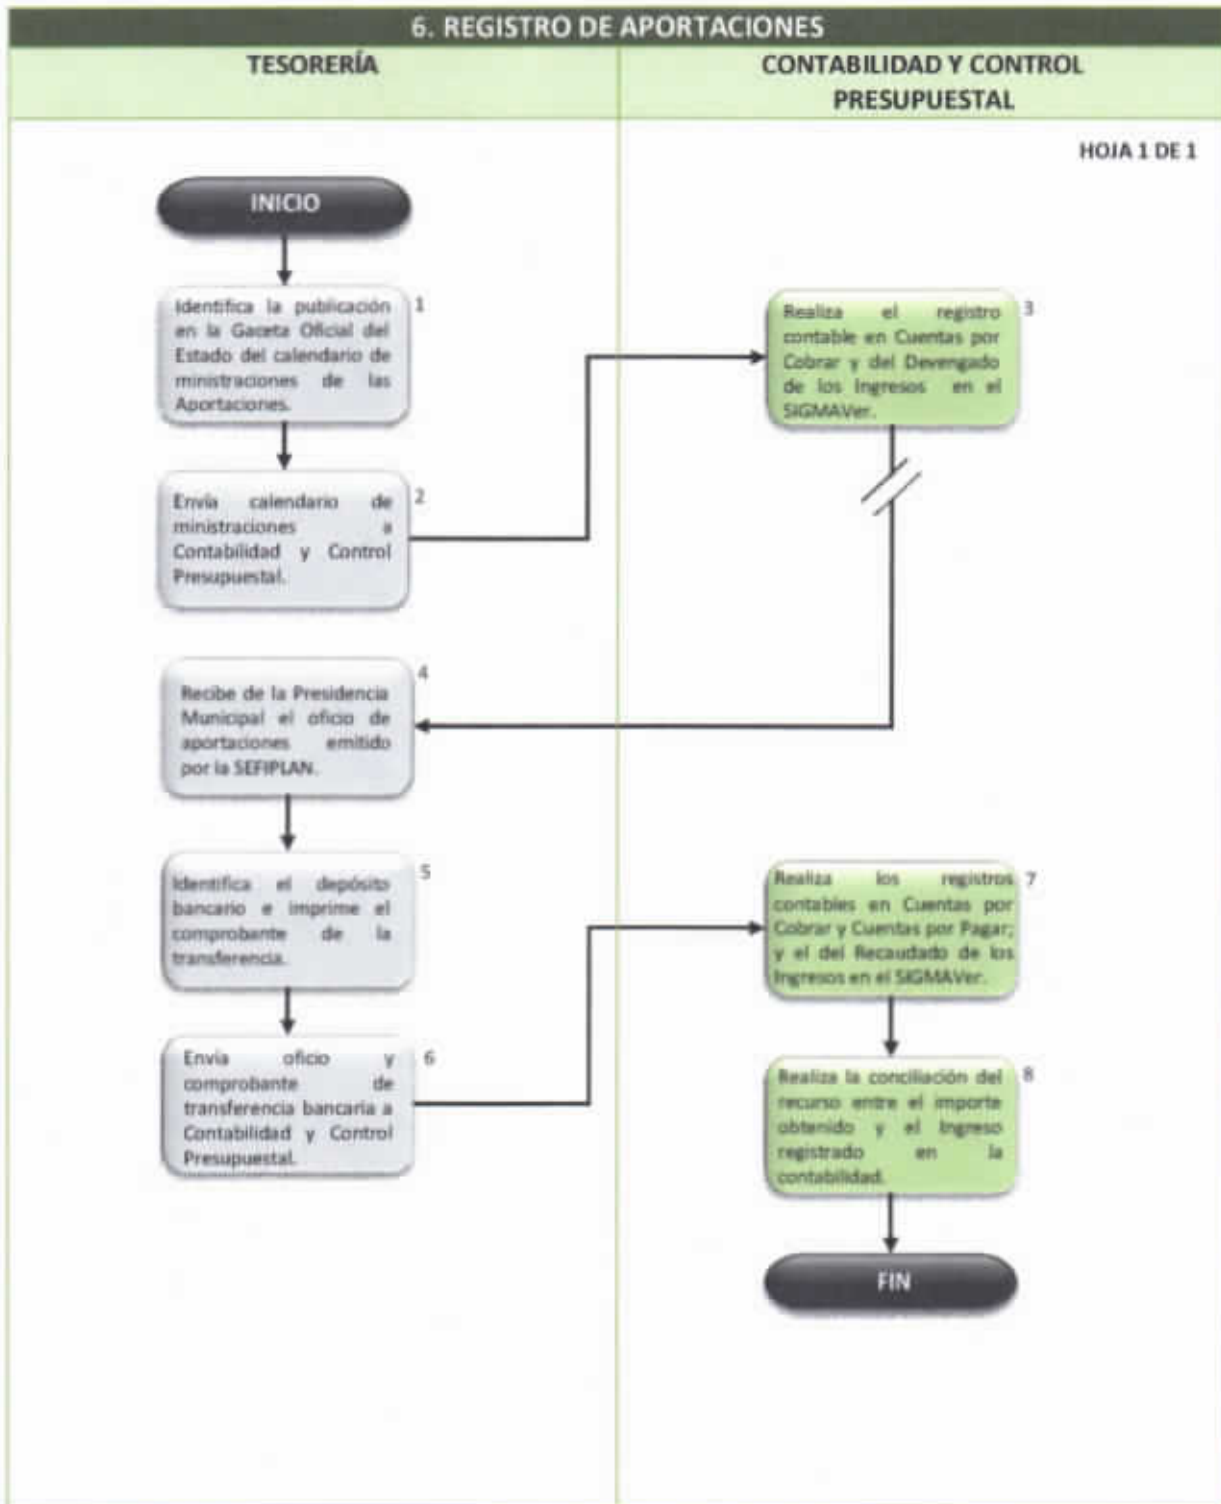 6. REGISTRO DE APORTACIONES
TESORERÍA
CONTABILIDAD Y CONTROL
PRESUPUESTAL
HOJA 1 DE 1
INICIO
Identifica la publicación
en la Gaceta Oficial del
Estado del calendario de
ministraciones de las
Aportaciones.
1
Envía calendario de
ministraciones a
Contabilidad y Control
Presupuestal.
2
Realiza el registro
contable en Cuentas por
Cobrar y del Devengado
de los Ingresos en el
SIGMAVer.
3
Recibe de la Presidencia
Municipal el oficio de
aportaciones emitido
por la SEFIPLAN.
4
Identifica el depósito
bancario e imprime el
comprobante de la
transferencia.
5
Envía oficio y
comprobante de
transferencia bancaria a
Contabilidad y Control
Presupuestal.
6
Realiza los registros
contables en Cuentas por
Cobrar y Cuentas por Pagar;
y el del Recaudado de los
Ingresos en el SIGMAVer.
7
Realiza la conciliación del
recurso entre el importe
obtenido y el Ingreso
registrado en la
contabilidad.
8
FIN